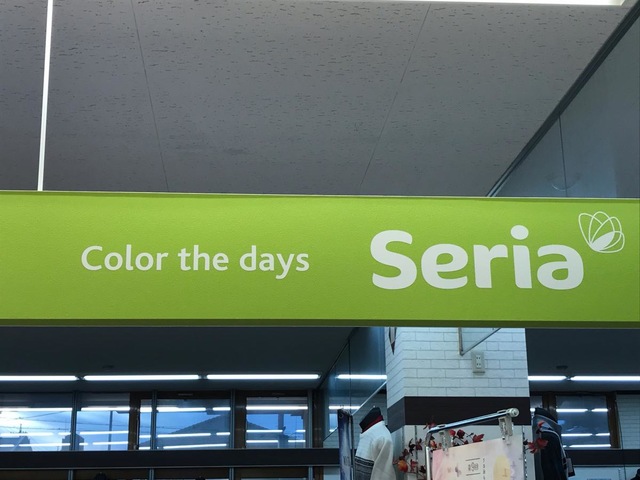 Color the days Seria